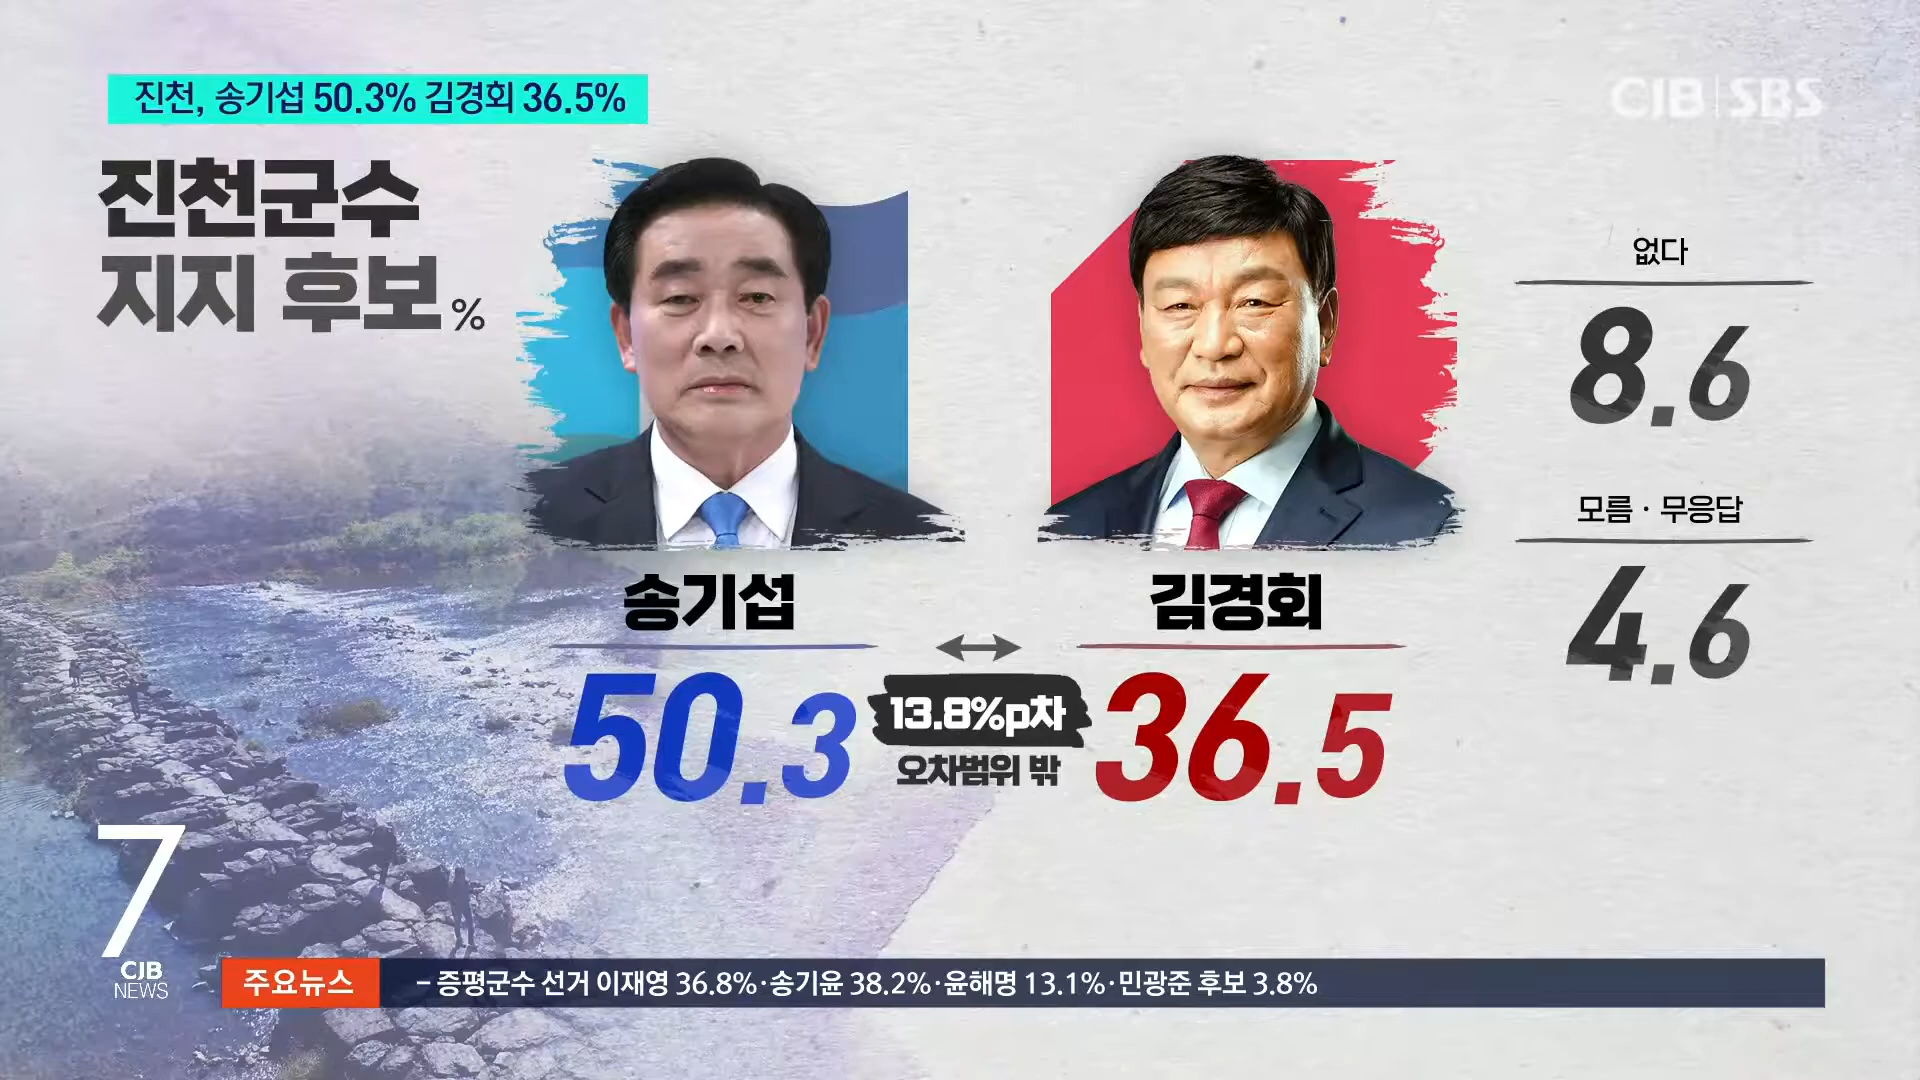 진천, 송기섭 50.3% 김경회 36.5%
CJB SBS
진천군수
지지 후보 %
없다
8.6
모름 · 무응답
4.6
송기섭
김경회
50.3
13.8%p차
오차범위 밖
36.5
7
CJB
NEWS
주요뉴스
- 증평군수 선거 이재영 36.8%·송기윤 38.2%·윤해명 13.1%·민광준 후보 3.8%